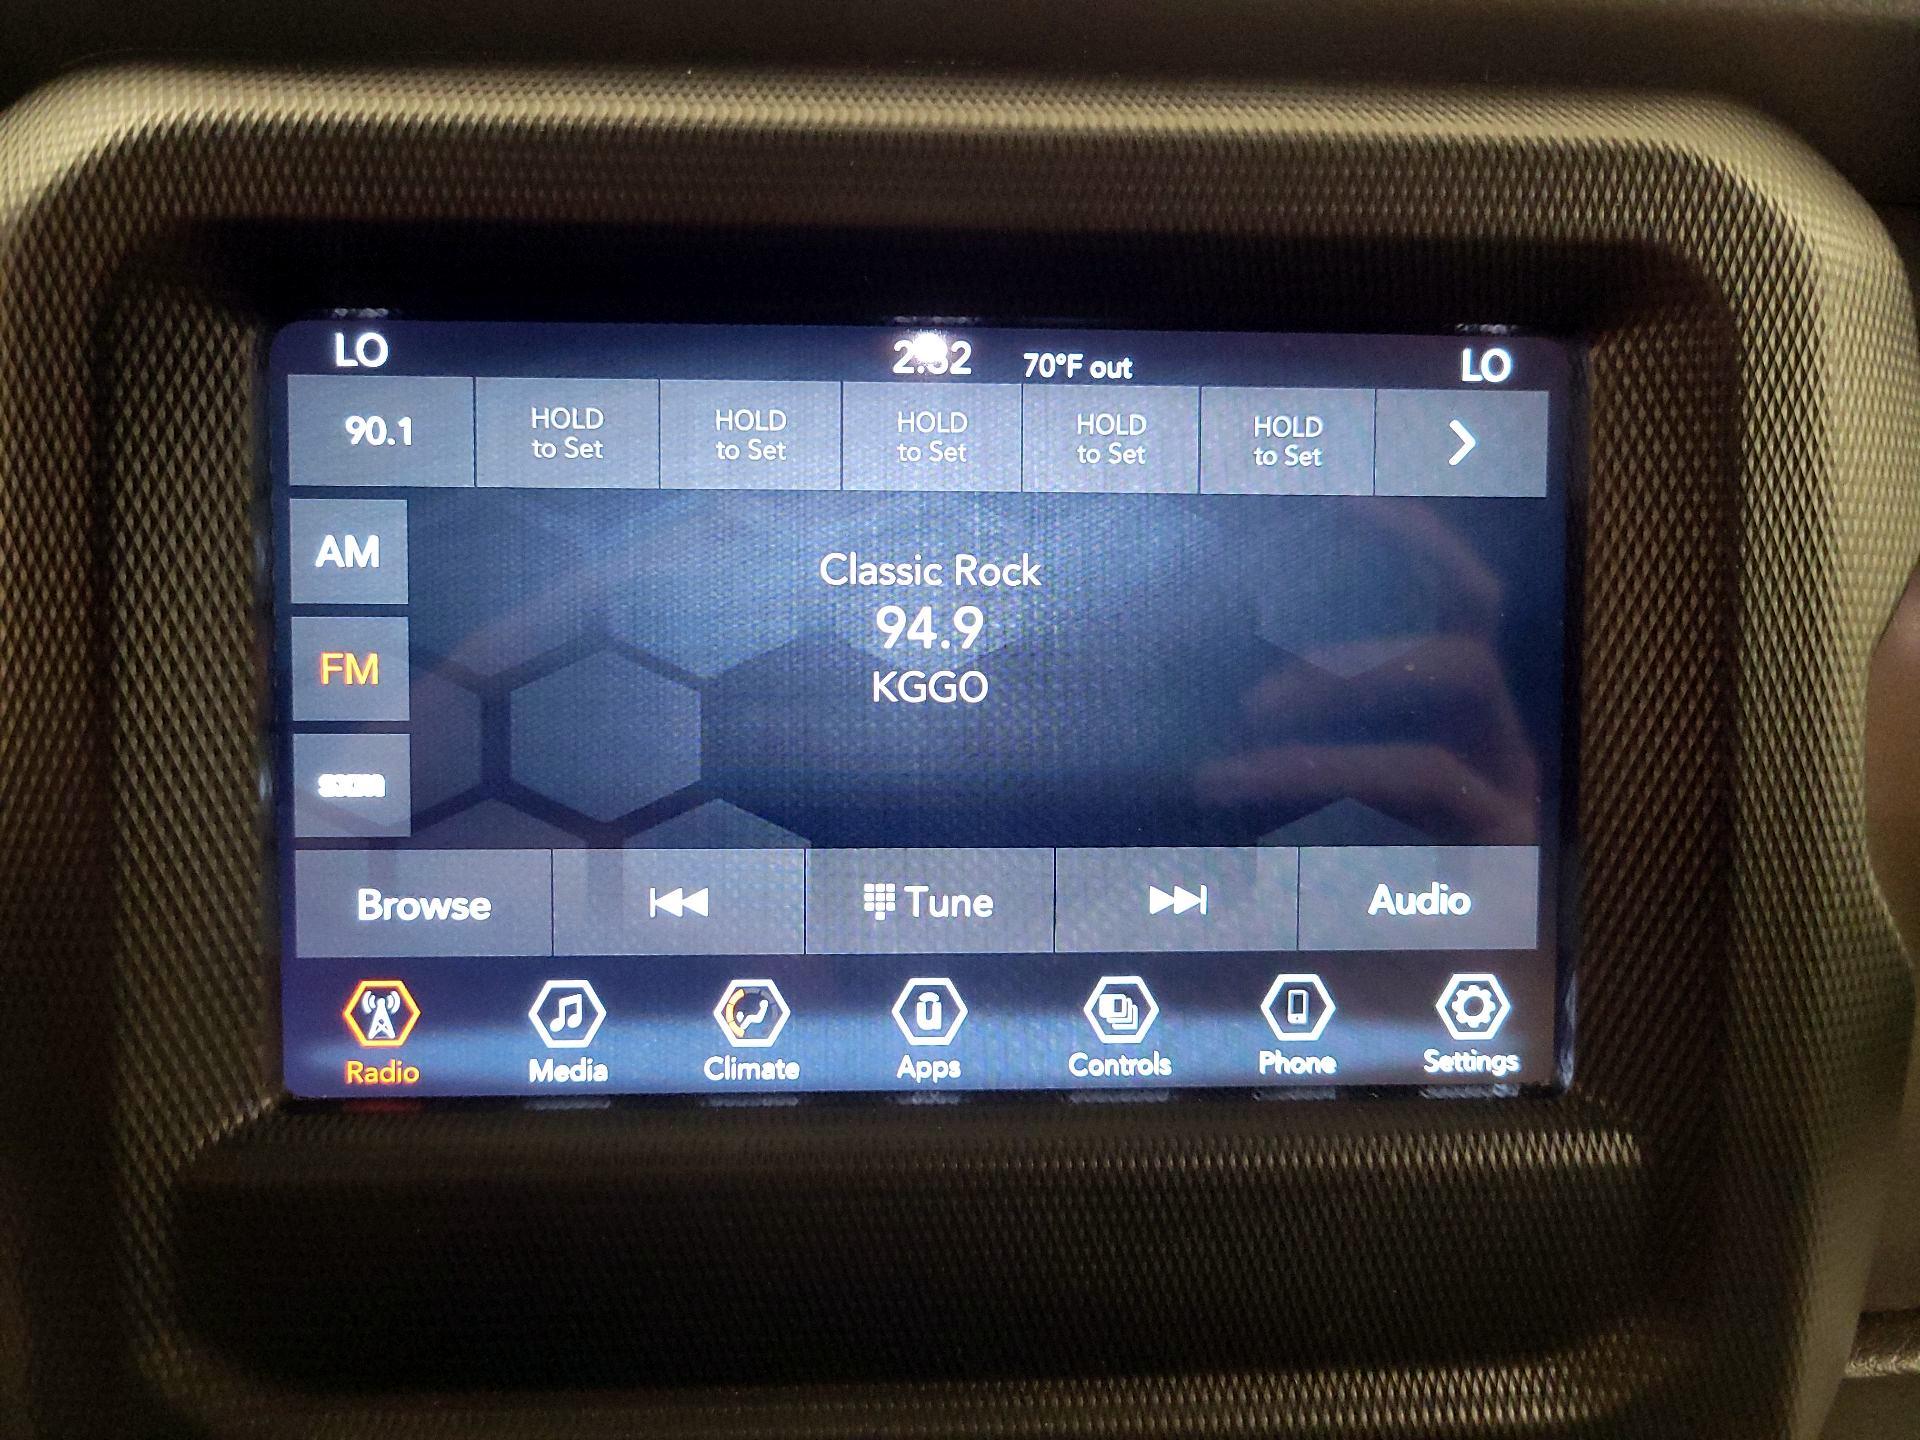 LO
70°F out
LO
90.1
HOLD
to Set
HOLD
to Set
HOLD
to Set
HOLD
to Set
HOLD
to Set
AM
Classic Rock
94.9
FM
KGGO
Browse
Tune
Audio
Radio
Media
Climate
Apps
Controls
Phone
Settings